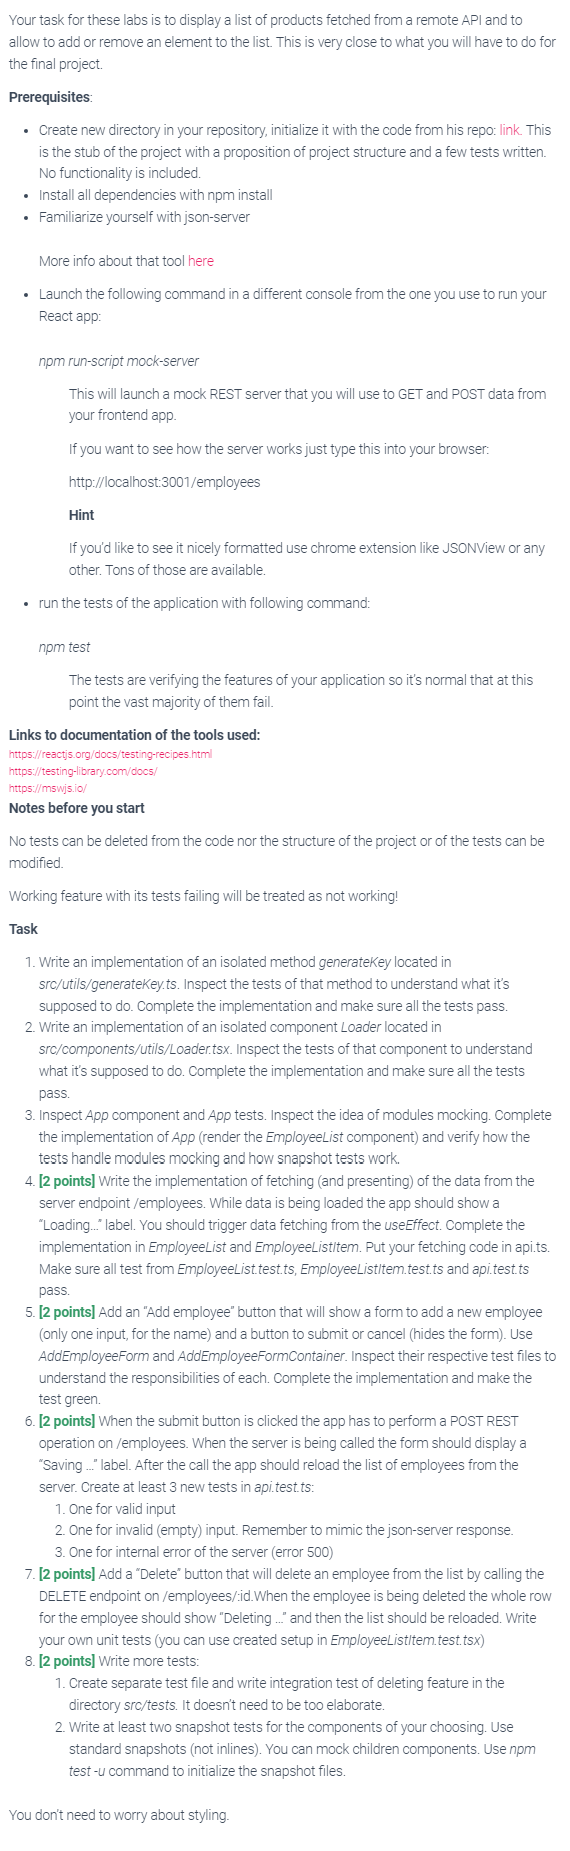 Your task for these labs is to display a list of products fetched from a remote API and to
allow to add or remove an element to the list. This is very close to what you will have to do for
the final project.
Prerequisites:
• Create new directory in your repository, initialize it with the code from his repo: link. This
is the stub of the project with a proposition of project structure and a few tests written.
No functionality is included.
• Install all dependencies with npm install
• Familiarize yourself with json-server
More info about that tool here
• Launch the following command in a different console from the one you use to run your
React app:
npm run-script mock-server
This will launch a mock REST server that you will use to GET and POST data from
your frontend app.
If you want to see how the server works just type this into your browser:
http://localhost:3001/employees
Hint
If you'd like to see it nicely formatted use chrome extension like JSONView or any
other. Tons of those are available.
• run the tests of the application with following command:
npm test
The tests are verifying the features of your application so it's normal that at this
point the vast majority of them fail.
Links to documentation of the tools used:
https://reactjs.org/docs/testing-recipes.html
https://testing-library.com/docs/
https://mswjs.io/
Notes before you start
No tests can be deleted from the code nor the structure of the project or of the tests can be
modified.
Working feature with its tests failing will be treated as not working!
Task
1. Write an implementation of an isolated method generateKey located in
src/utils/generateKey.ts. Inspect the tests of that method to understand what it's
supposed to do. Complete the implementation and make sure all the tests pass.
2. Write an implementation of an isolated component Loader located in
src/components/utils/Loader.tsx. Inspect the tests of that component to understand
what it's supposed to do. Complete the implementation and make sure all the tests
pass.
3. Inspect App component and App tests. Inspect the idea of modules mocking. Complete
the implementation of App (render the EmployeeList component) and verify how the
tests handle modules mocking and how snapshot tests work.
4. [2 points] Write the implementation of fetching (and presenting) of the data from the
server endpoint /employees. While data is being loaded the app should show a
"Loading..." label. You should trigger data fetching from the useEffect. Complete the
implementation in EmployeeList and EmployeeListItem. Put your fetching code in api.ts.
Make sure all test from EmployeeList.test.ts, EmployeeListItem.test.ts and api.test.ts
pass.
5. [2 points] Add an "Add employee" button that will show a form to add a new employee
(only one input, for the name) and a button to submit or cancel (hides the form). Use
AddEmployeeForm and AddEmployeeFormContainer. Inspect their respective test files to
understand the responsibilities of each. Complete the implementation and make the
test green.
6. [2 points] When the submit button is clicked the app has to perform a POST REST
operation on /employees. When the server is being called the form should display a
"Saving ..." label. After the call the app should reload the list of employees from the
server. Create at least 3 new tests in api.test.ts:
1. One for valid input
2. One for invalid (empty) input. Remember to mimic the json-server response.
3. One for internal error of the server (error 500)
7. [2 points] Add a "Delete" button that will delete an employee from the list by calling the
DELETE endpoint on /employees/:id.When the employee is being deleted the whole row
for the employee should show "Deleting ..." and then the list should be reloaded. Write
your own unit tests (you can use created setup in EmployeeListItem.test.tsx)
8. [2 points] Write more tests:
1. Create separate test file and write integration test of deleting feature in the
directory src/tests. It doesn't need to be too elaborate.
2. Write at least two snapshot tests for the components of your choosing. Use
standard snapshots (not inlines). You can mock children components. Use npm
test -u command to initialize the snapshot files.
You don't need to worry about styling.